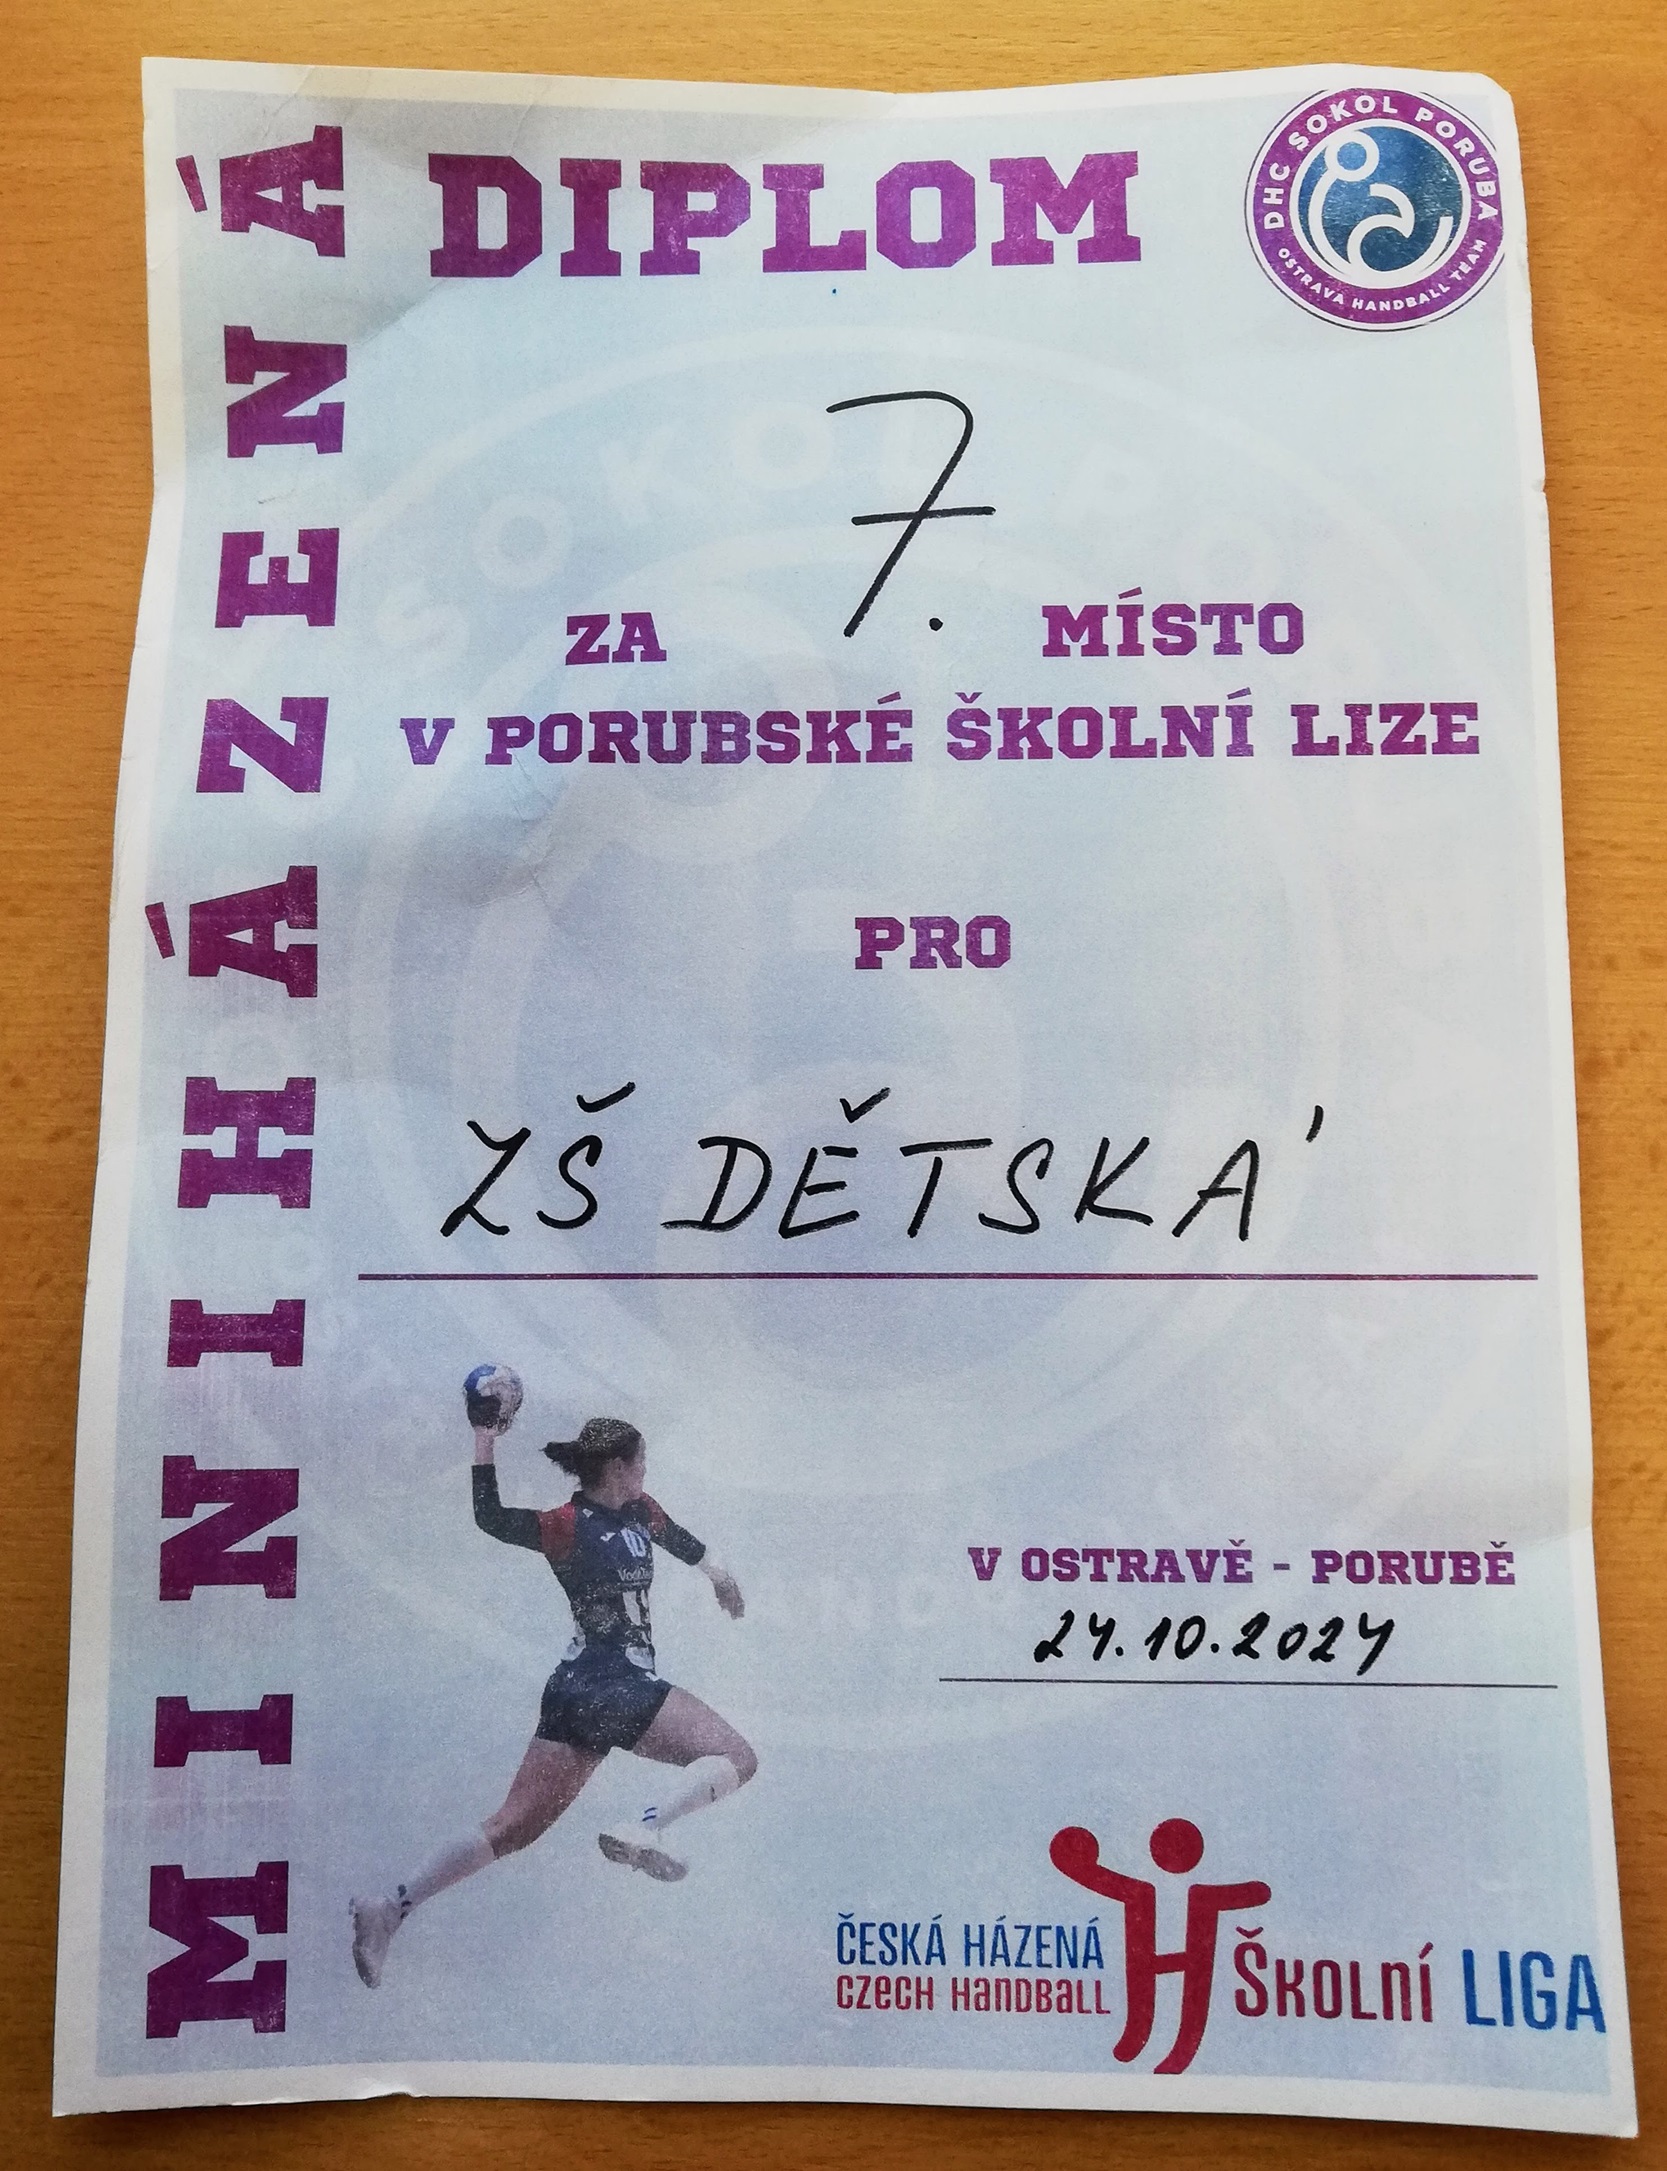 MINIHÁZENÁ
DIPLOM
DHC SOKOL PORUBA
OSTRAVA HANDBALL TEAM
7.
ZA MÍSTO
V PORUBSKÉ ŠKOLNÍ LIZE
PRO
ZŠ DĚTSKÁ
10
V OSTRAVĚ - PORUBĚ
24.10.2024
ČESKÁ HÁZENÁ
CZECH HANDBALL
ŠKOLNÍ LIGA